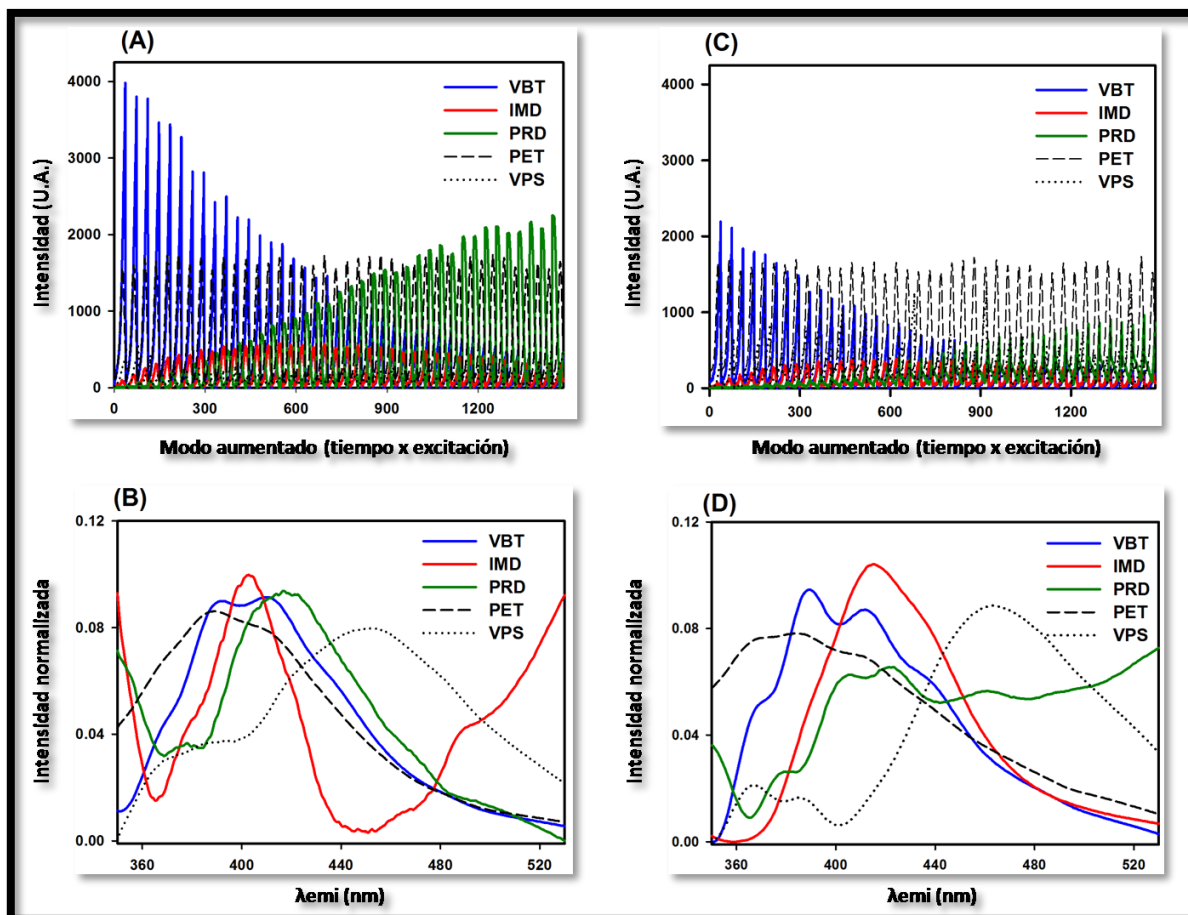 (A)
Intensidad (U.A.)
4000
3000
2000
1000
0
0 300 600 900 1200
Modo aumentado (tiempo x excitación)
VBT
IMD
PRD
PET
VPS
(C)
Intensidad (U.A.)
4000
3000
2000
1000
0
0 300 600 900 1200
Modo aumentado (tiempo x excitación)
VBT
IMD
PRD
PET
VPS
(B)
Intensidad normalizada
0.12
0.08
0.04
0.00
360 400 440 480 520
λemi (nm)
VBT
IMD
PRD
PET
VPS
(D)
Intensidad normalizada
0.12
0.08
0.04
0.00
360 400 440 480 520
λemi (nm)
VBT
IMD
PRD
PET
VPS